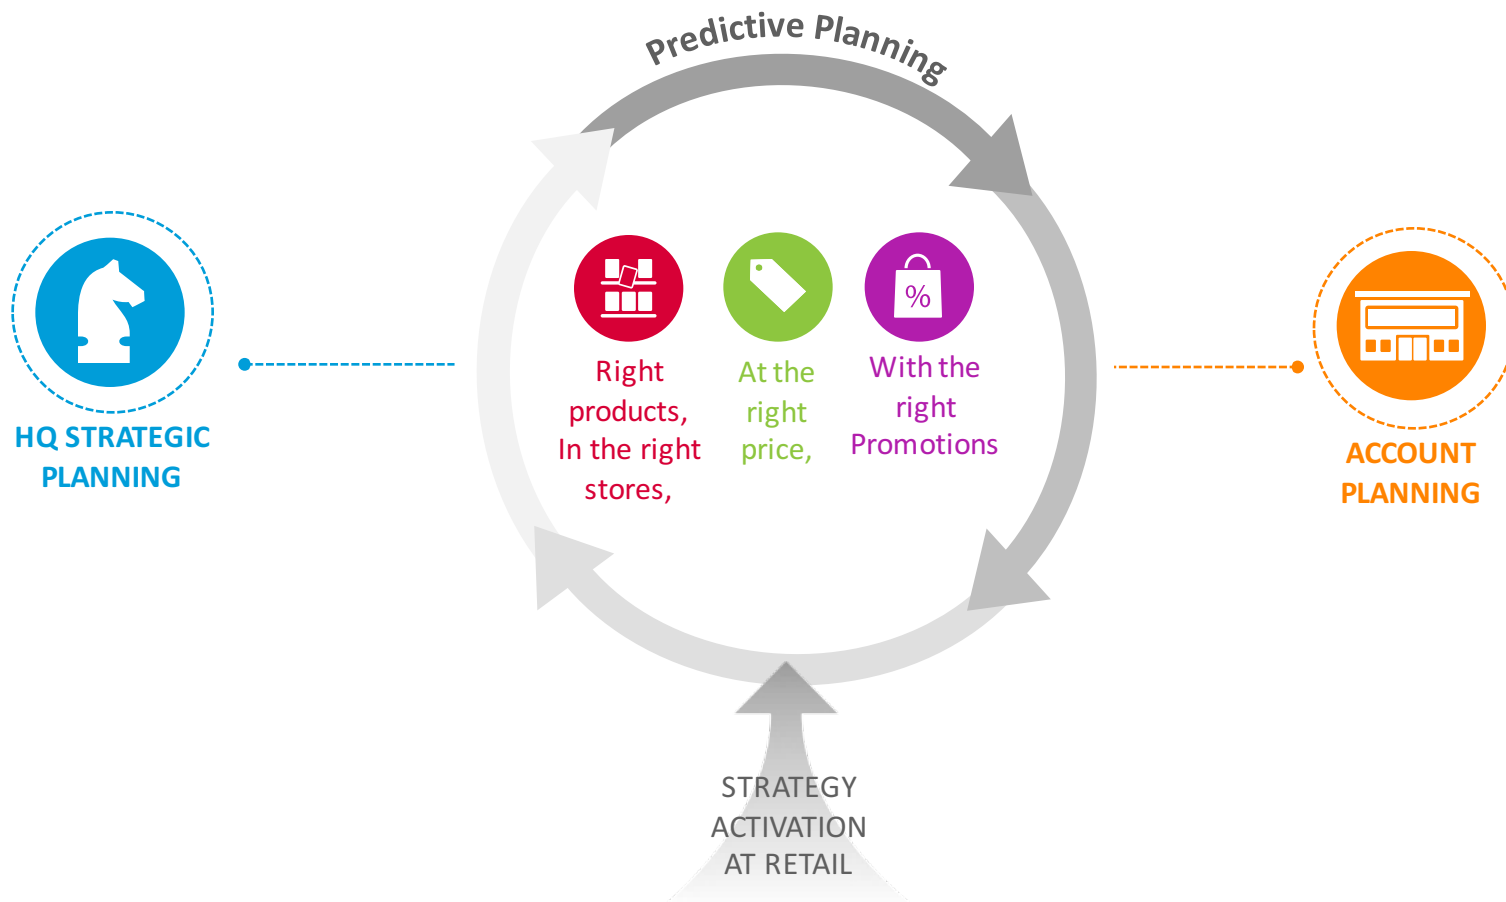 Predictive Planning
%
Right
products,
In the right
stores,
At the
right
price,
With the
right
Promotions
HQ STRATEGIC
PLANNING
ACCOUNT
PLANNING
STRATEGY
ACTIVATION
AT RETAIL